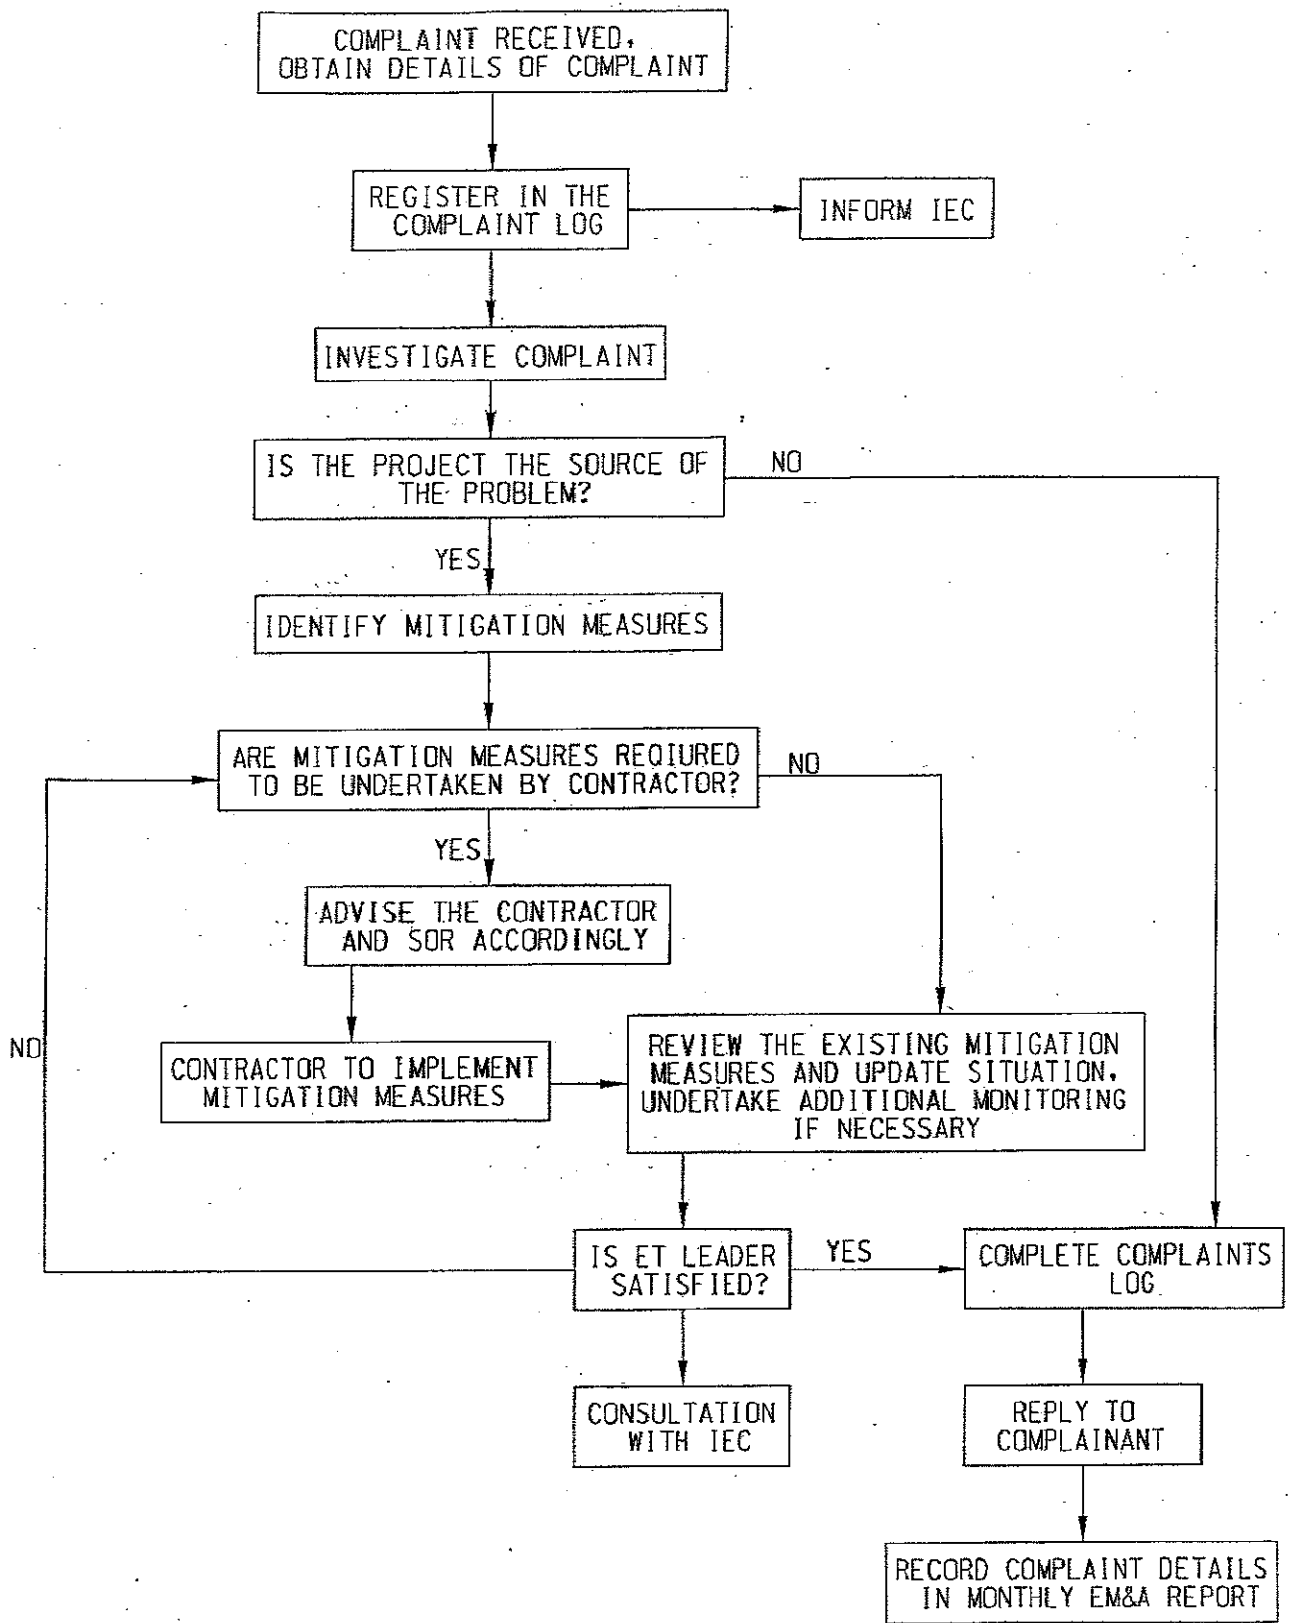 COMPLAINT RECEIVED,
OBTAIN DETAILS OF COMPLAINT
REGISTER IN THE
COMPLAINT LOG
INFORM IEC
INVESTIGATE COMPLAINT
IS THE PROJECT THE SOURCE OF
THE PROBLEM?
NO
YES
IDENTIFY MITIGATION MEASURES
ARE MITIGATION MEASURES REQIURED
TO BE UNDERTAKEN BY CONTRACTOR?
NO
YES
ADVISE THE CONTRACTOR
AND SOR ACCORDINGLY
NO
CONTRACTOR TO IMPLEMENT
MITIGATION MEASURES
REVIEW THE EXISTING MITIGATION
MEASURES AND UPDATE SITUATION,
UNDERTAKE ADDITIONAL MONITORING
IF NECESSARY
IS ET LEADER
SATISFIED?
YES
COMPLETE COMPLAINTS
LOG
CONSULTATION
WITH IEC
REPLY TO
COMPLAINANT
RECORD COMPLAINT DETAILS
IN MONTHLY EM&A REPORT